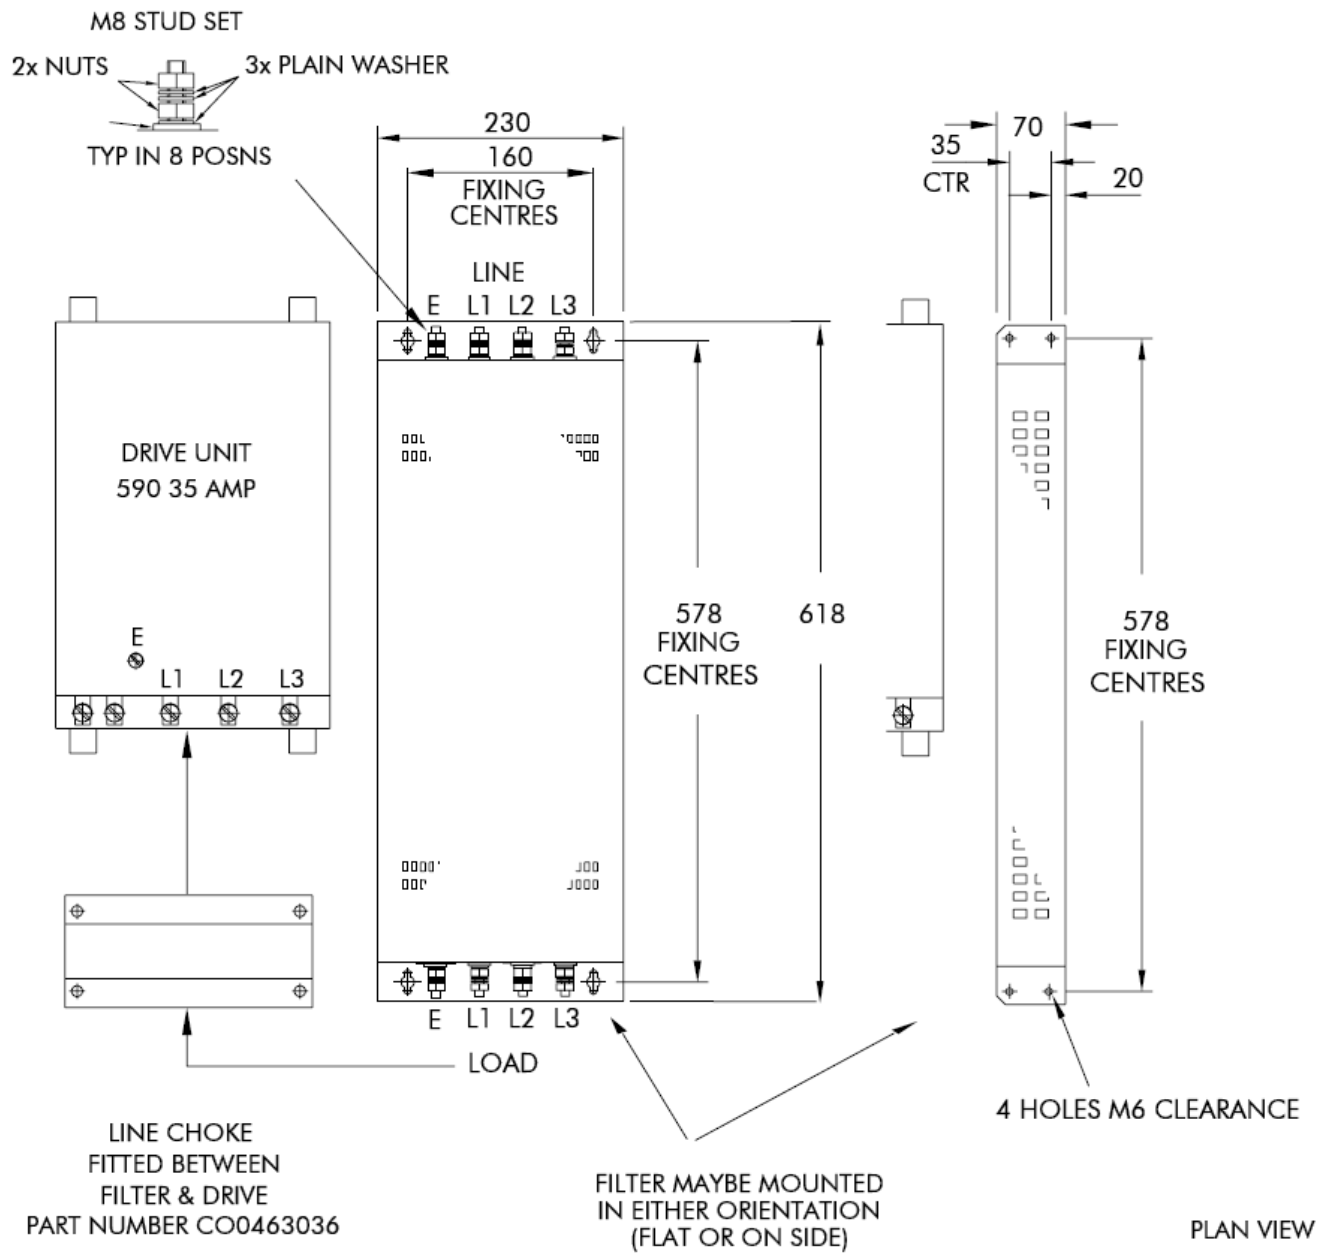 M8 STUD SET
2x NUTS
3x PLAIN WASHER
TYP IN 8 POSNS
230
160
FIXING
CENTRES
LINE
E L1 L2 L3
70
35
CTR
20
DRIVE UNIT
590 35 AMP
E
L1 L2 L3
578
FIXING
CENTRES
618
578
FIXING
CENTRES
E L1 L2 L3
LOAD
4 HOLES M6 CLEARANCE
LINE CHOKE
FITTED BETWEEN
FILTER & DRIVE
PART NUMBER CO0463036
FILTER MAYBE MOUNTED
IN EITHER ORIENTATION
(FLAT OR ON SIDE)
PLAN VIEW